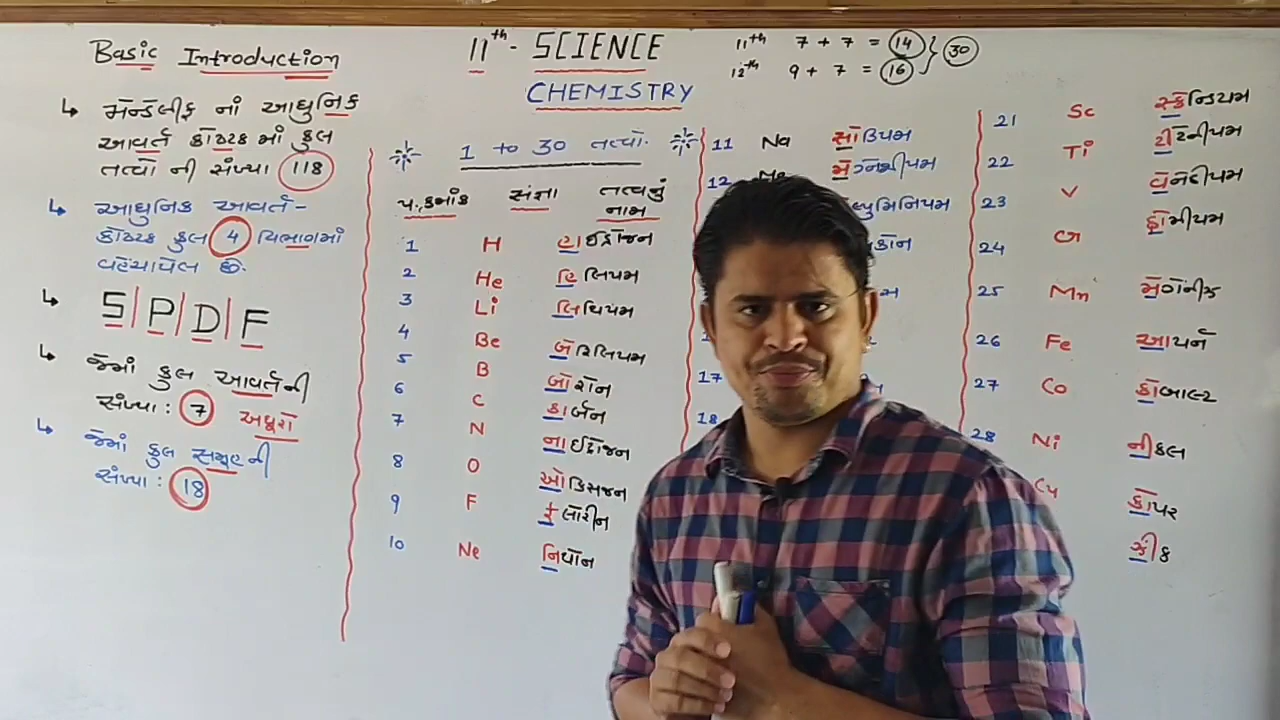 Basic Introduction
↳ મેન્ડેલીફ નાં આધુનિક
આવર્ત કોષ્ટક માં કુલ
તત્વો ની સંખ્યા 118
↳ આધુનિક આવર્ત-
કોષ્ટક કુલ 4 વિભાગમાં
વહેંચાયેલ છે.
↳ S | P | D | F
↳ જેમાં કુલ આવર્તની
સંખ્યા : 7 અધૂરો
↳ જેમાં કુલ સમૂહની
સંખ્યા : 18
11th - SCIENCE
CHEMISTRY
11th 7 + 7 = 14
12th 9 + 7 = 16
30
1 to 30 તત્વો.
પ.ક્રમાંક સંજ્ઞા તત્વનું નામ
1 H હાઈડ્રોજન
2 He હિલિયમ
3 Li લિથિયમ
4 Be બેરિલિયમ
5 B બોરોન
6 C કાર્બન
7 N નાઈટ્રોજન
8 O ઓક્સિજન
9 F ફ્લોરીન
10 Ne નિયોન
11 Na સોડિયમ
12 મેગ્નેશીયમ
17
18
21 Sc સ્કેન્ડિયમ
22 Ti ટીટેનીયમ
23 V વેનેડીયમ
24 Cr ક્રોમીયમ
25 Mn મેંગેનીઝ
26 Fe આયર્ન
27 Co કોબાલ્ટ
28 Ni નીકલ
Cu કોપર
ઝીંક